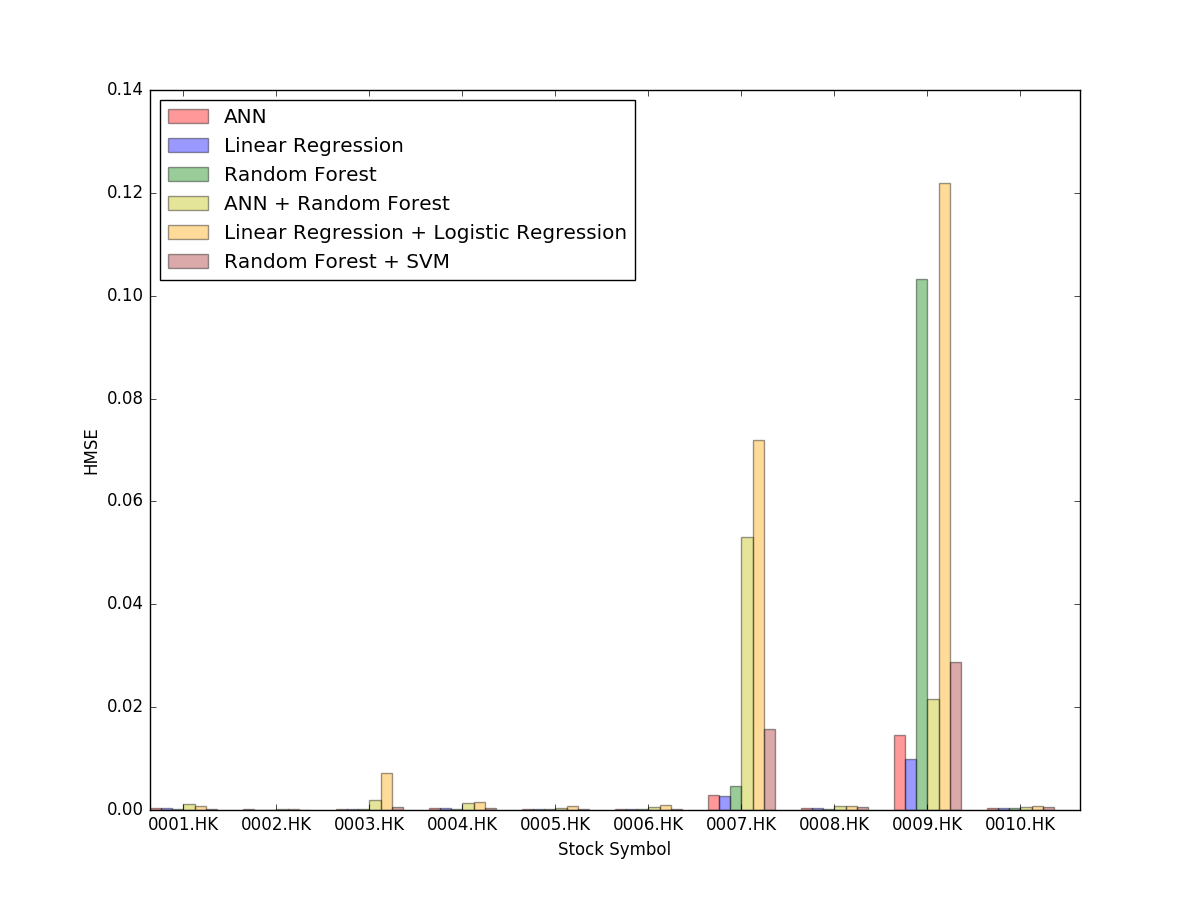 0.14
0.12
0.10
0.08
0.06
0.04
0.02
0.00
HMSE
ANN
Linear Regression
Random Forest
ANN + Random Forest
Linear Regression + Logistic Regression
Random Forest + SVM
0001.HK 0002.HK 0003.HK 0004.HK 0005.HK 0006.HK 0007.HK 0008.HK 0009.HK 0010.HK
Stock Symbol